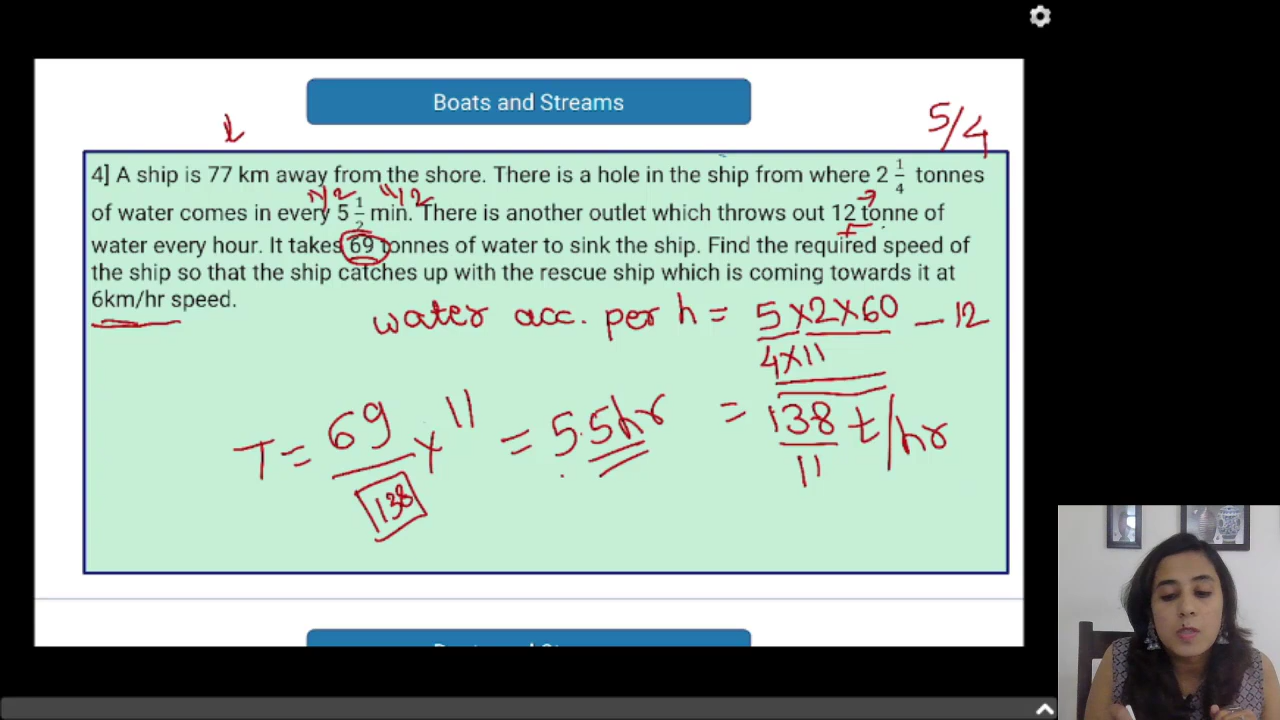 Boats and Streams
5/4
4] A ship is 77 km away from the shore. There is a hole in the ship from where 2 1/4 tonnes
of water comes in every 5 1/2 min. There is another outlet which throws out 12 tonne of
water every hour. It takes 69 tonnes of water to sink the ship. Find the required speed of
the ship so that the ship catches up with the rescue ship which is coming towards it at
6km/hr speed.
11/2
water acc. per h = 5×2×60 / 4×11 - 12
= 138/11 t/hr
T = 69/138 × 11 = 5.5hr